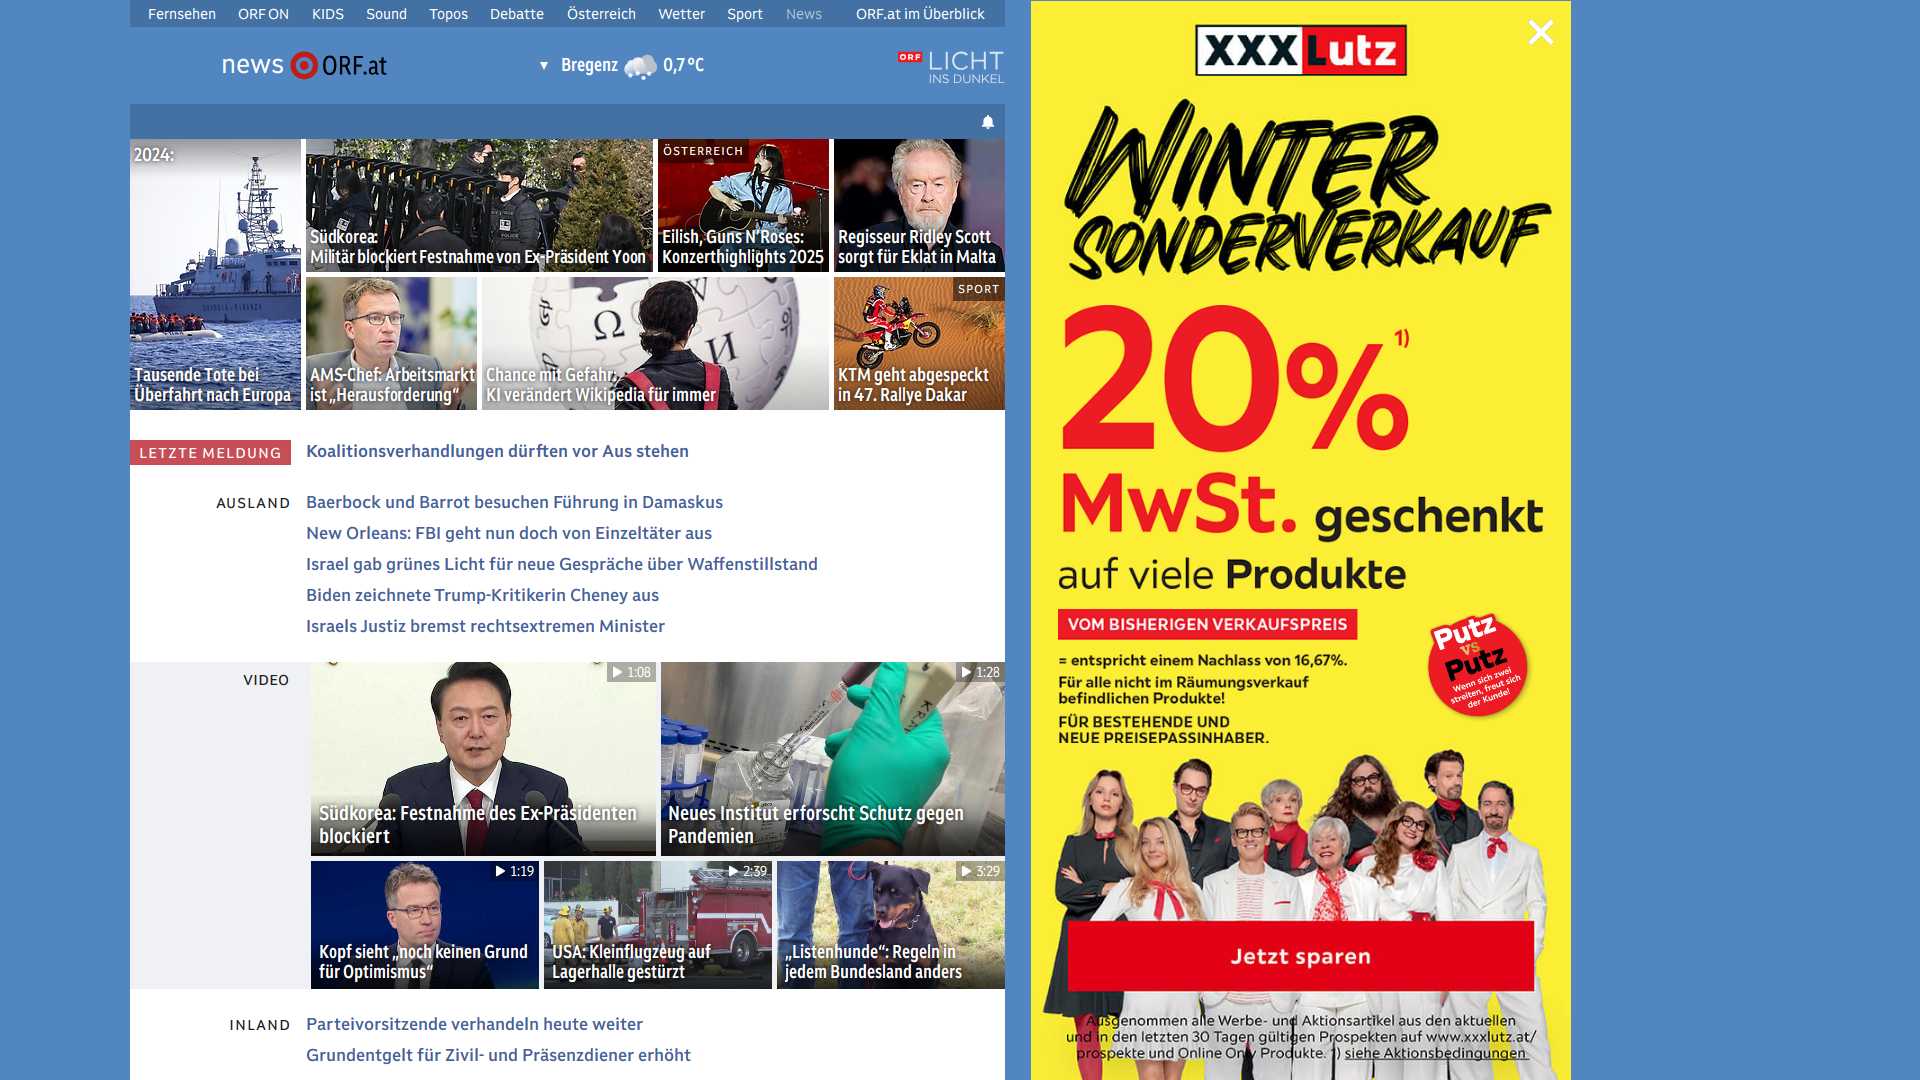 Fernsehen ORF ON KIDS Sound Topos Debatte Österreich Wetter Sport News ORF.at im Überblick
news ORF.at
▼ Bregenz 0,7 °C
ORF LICHT
INS DUNKEL
2024:
Tausende Tote bei
Überfahrt nach Europa
Südkorea:
Militär blockiert Festnahme von Ex-Präsident Yoon
ÖSTERREICH
Eilish, Guns N’Roses:
Konzerthighlights 2025
Regisseur Ridley Scott
sorgt für Eklat in Malta
AMS-Chef: Arbeitsmarkt
ist „Herausforderung“
Chance mit Gefahr:
KI verändert Wikipedia für immer
SPORT
KTM geht abgespeckt
in 47. Rallye Dakar
LETZTE MELDUNG Koalitionsverhandlungen dürften vor Aus stehen
AUSLAND Baerbock und Barrot besuchen Führung in Damaskus
New Orleans: FBI geht nun doch von Einzeltäter aus
Israel gab grünes Licht für neue Gespräche über Waffenstillstand
Biden zeichnete Trump-Kritikerin Cheney aus
Israels Justiz bremst rechtsextremen Minister
VIDEO
1:08
Südkorea: Festnahme des Ex-Präsidenten
blockiert
1:28
Neues Institut erforscht Schutz gegen
Pandemien
1:19
Kopf sieht „noch keinen Grund
für Optimismus“
2:39
USA: Kleinflugzeug auf
Lagerhalle gestürzt
3:29
„Listenhunde“: Regeln in
jedem Bundesland anders
INLAND Parteivorsitzende verhandeln heute weiter
Grundentgelt für Zivil- und Präsenzdiener erhöht
XXXLutz
WINTER
SONDERVERKAUF
20% 1)
MwSt. geschenkt
auf viele Produkte
VOM BISHERIGEN VERKAUFSPREIS
= entspricht einem Nachlass von 16,67%.
Für alle nicht im Räumungsverkauf
befindlichen Produkte!
FÜR BESTEHENDE UND
NEUE PREISEPASSINHABER.
Putz
vs
Putz
Wenn sich zwei
streiten, freut sich
der Kunde!
Jetzt sparen
Ausgenommen alle Werbe- und Aktionsartikel aus den aktuellen
und in den letzten 30 Tagen gültigen Prospekten auf www.xxxlutz.at/
prospekte und Online Only Produkte. 1) siehe Aktionsbedingungen